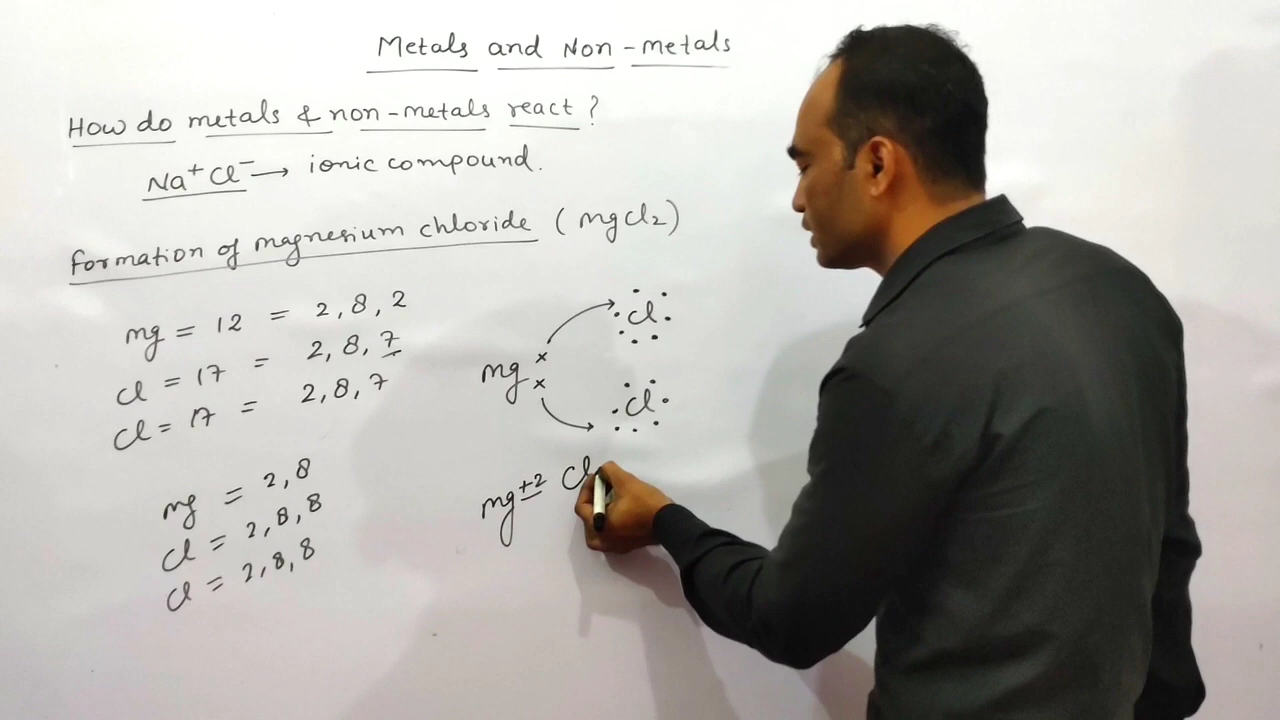 Metals and Non-metals
How do metals & non-metals react?
Na⁺Cl⁻ → ionic compound.
Formation of magnesium chloride (mgcl₂)
mg = 12 = 2, 8, 2
Cl = 17 = 2, 8, 7
Cl = 17 = 2, 8, 7
mg = 2, 8
Cl = 2, 8, 8
Cl = 2, 8, 8
Cl
mg ××
Cl
mg⁺² Cl